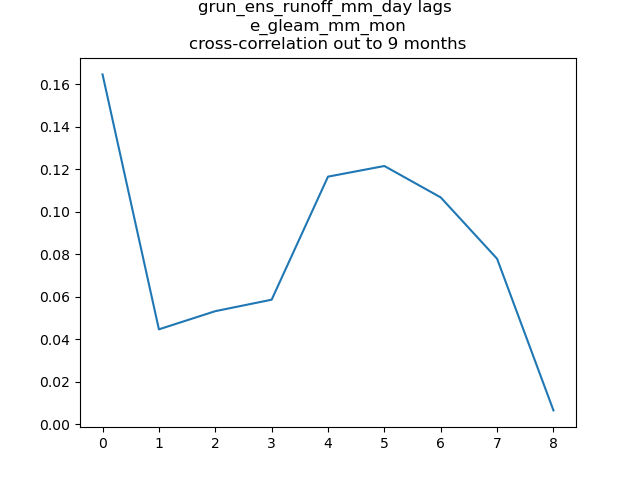 grun_ens_runoff_mm_day lags
e_gleam_mm_mon
cross-correlation out to 9 months
0.16
0.14
0.12
0.10
0.08
0.06
0.04
0.02
0.00
0 1 2 3 4 5 6 7 8